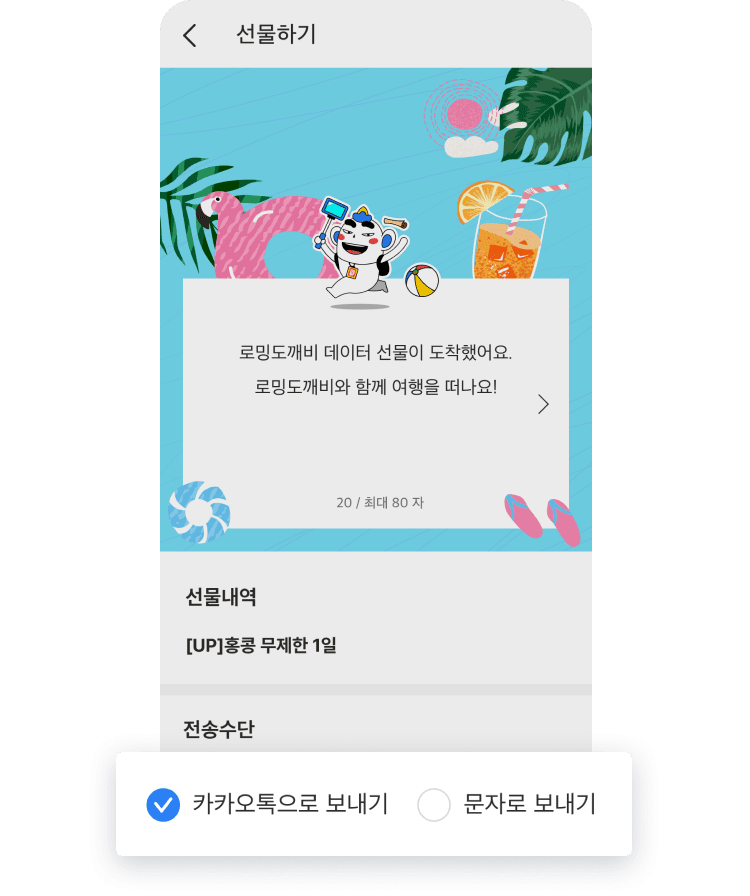 선물하기
로밍도깨비 데이터 선물이 도착했어요.
로밍도깨비와 함께 여행을 떠나요!
20 / 최대 80 자
선물내역
[UP]홍콩 무제한 1일
전송수단
카카오톡으로 보내기
문자로 보내기